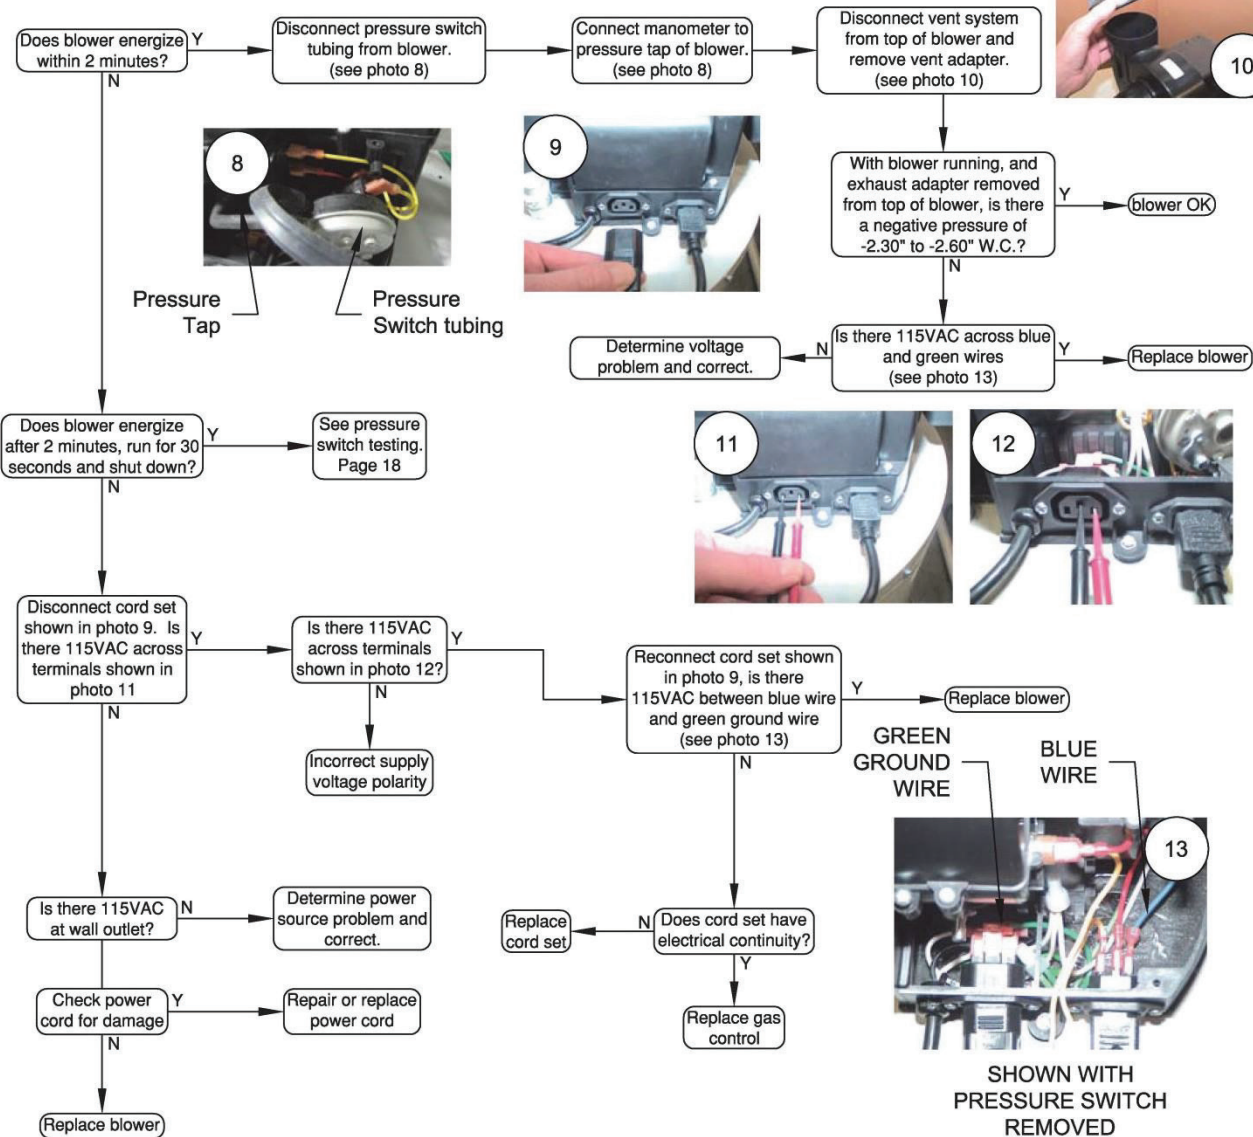 Does blower energize
within 2 minutes?
Y
N
Disconnect pressure switch
tubing from blower.
(see photo 8)
Connect manometer to
pressure tap of blower.
(see photo 8)
Disconnect vent system
from top of blower and
remove vent adapter.
(see photo 10)
10
8
Pressure
Tap
Pressure
Switch tubing
9
With blower running, and
exhaust adapter removed
from top of blower, is there
a negative pressure of
-2.30" to -2.60" W.C.?
Y
N
blower OK
Is there 115VAC across blue
and green wires
(see photo 13)
N
Y
Determine voltage
problem and correct.
Replace blower
Does blower energize
after 2 minutes, run for 30
seconds and shut down?
Y
N
See pressure
switch testing.
Page 18
11
12
Disconnect cord set
shown in photo 9. Is
there 115VAC across
terminals shown in
photo 11
Y
N
Is there 115VAC
across terminals
shown in photo 12?
Y
N
Incorrect supply
voltage polarity
Reconnect cord set shown
in photo 9, is there
115VAC between blue wire
and green ground wire
(see photo 13)
Y
N
Replace blower
GREEN
GROUND
WIRE
BLUE
WIRE
13
SHOWN WITH
PRESSURE SWITCH
REMOVED
Is there 115VAC
at wall outlet?
N
Determine power
source problem and
correct.
Does cord set have
electrical continuity?
N
Y
Replace
cord set
Replace gas
control
Check power
cord for damage
Y
N
Repair or replace
power cord
Replace blower